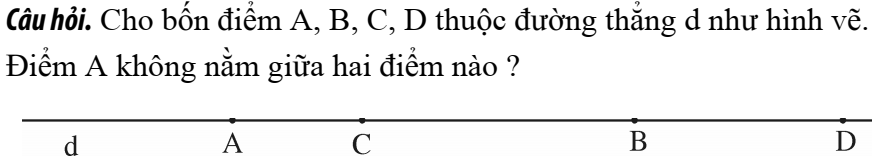 Câu hỏi. Cho bốn điểm A, B, C, D thuộc đường thẳng d như hình vẽ.
Điểm A không nằm giữa hai điểm nào ?
d A C B D